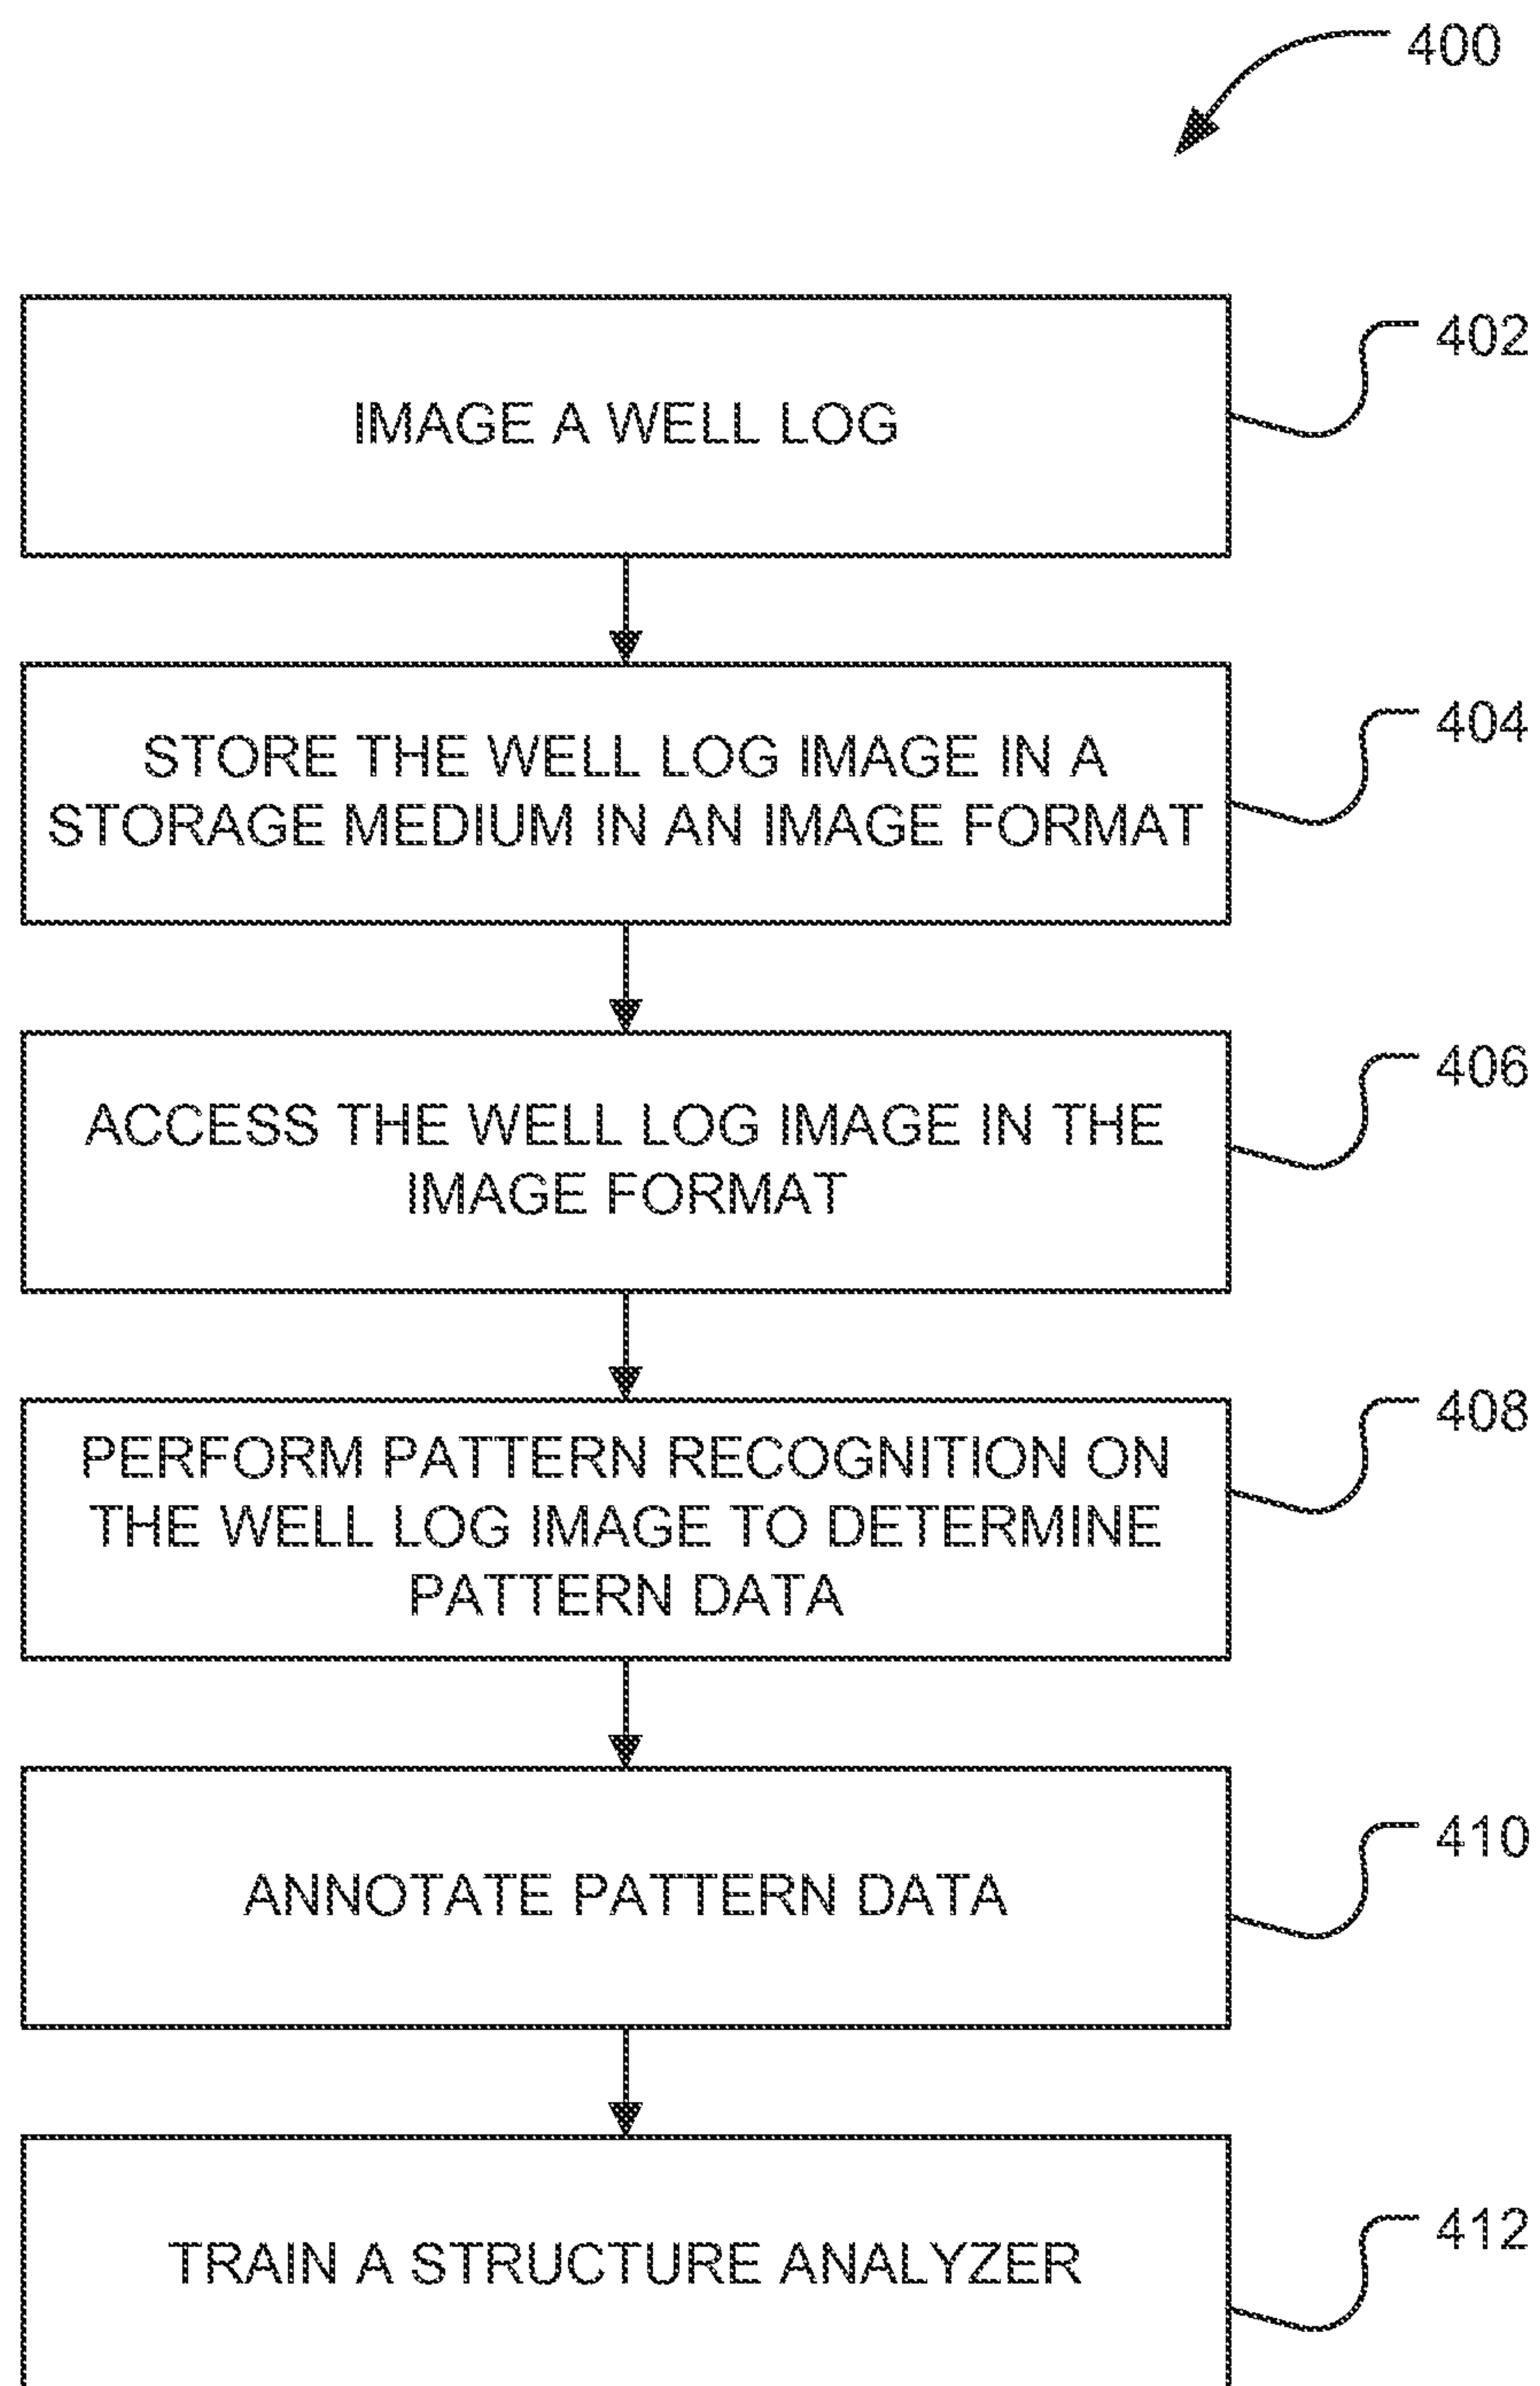 400
IMAGE A WELL LOG
402
STORE THE WELL LOG IMAGE IN A
STORAGE MEDIUM IN AN IMAGE FORMAT
404
ACCESS THE WELL LOG IMAGE IN THE
IMAGE FORMAT
406
PERFORM PATTERN RECOGNITION ON
THE WELL LOG IMAGE TO DETERMINE
PATTERN DATA
408
ANNOTATE PATTERN DATA
410
TRAIN A STRUCTURE ANALYZER
412